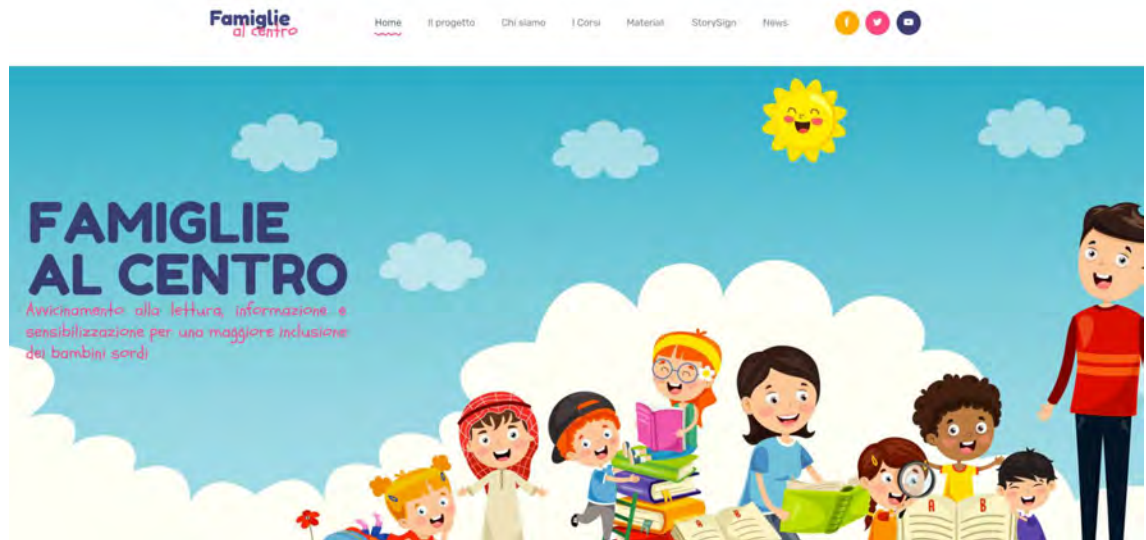 Famiglie
al centro
Home Il progetto Chi siamo I Corsi Materiali StorySign News
FAMIGLIE
AL CENTRO
Avvicinamento alla lettura, informazione e
sensibilizzazione per una maggiore inclusione
dei bambini sordi
A B
A B